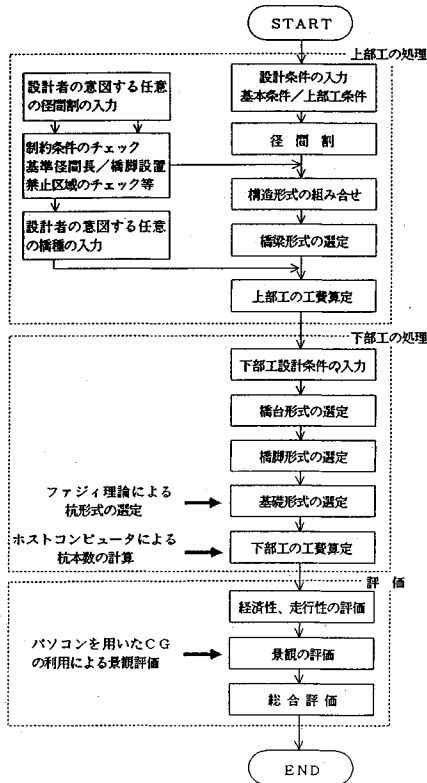 START
上部工の処理
設計条件の入力
基本条件／上部工条件
設計者の意図する任意
の径間割の入力
径 間 割
制約条件のチェック
基準径間長／橋脚設置
禁止区域のチェック等
構造形式の組み合せ
設計者の意図する任意
の橋種の入力
橋梁形式の選定
上部工の工費算定
下部工の処理
下部工設計条件の入力
橋台形式の選定
橋脚形式の選定
ファジィ理論による
杭形式の選定
基礎形式の選定
ホストコンピュータによる
杭本数の計算
下部工の工費算定
評 価
経済性、走行性の評価
パソコンを用いたCG
の利用による景観評価
景観の評価
総 合 評 価
END